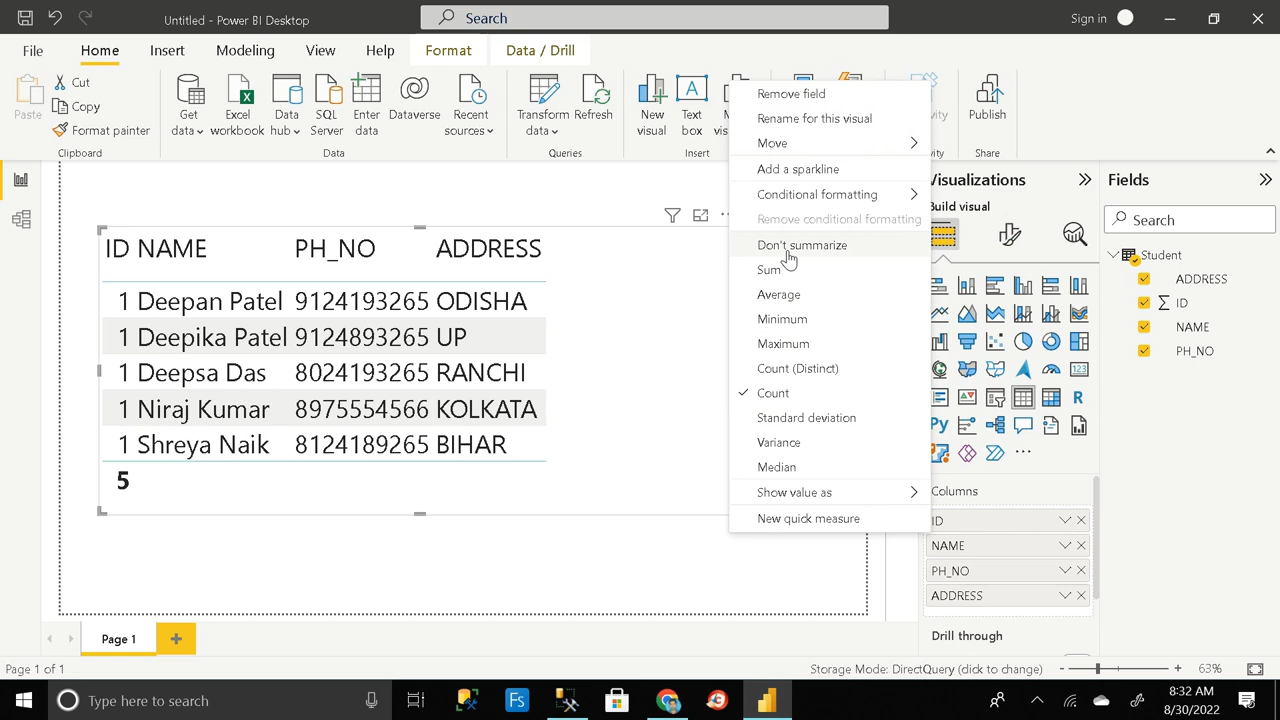 Untitled - Power BI Desktop
Search
Sign in
File
Home
Insert
Modeling
View
Help
Format
Data / Drill
Paste
Cut
Copy
Format painter
Clipboard
Get data
Excel workbook
Data hub
SQL Server
Enter data
Dataverse
Recent sources
Data
Transform data
Refresh
Queries
New visual
Text box
Insert
Publish
Share
Remove field
Rename for this visual
Move
Add a sparkline
Conditional formatting
Remove conditional formatting
Don't summarize
Sum
Average
Minimum
Maximum
Count (Distinct)
Count
Standard deviation
Variance
Median
Show value as
New quick measure
ID NAME PH_NO ADDRESS
1 Deepan Patel 9124193265 ODISHA
1 Deepika Patel 9124893265 UP
1 Deepsa Das 8024193265 RANCHI
1 Niraj Kumar 8975554566 KOLKATA
1 Shreya Naik 8124189265 BIHAR
5
Visualizations
Build visual
123
R
Py
Columns
ID
NAME
PH_NO
ADDRESS
Drill through
Fields
Search
Student
ADDRESS
ID
NAME
PH_NO
Page 1
Page 1 of 1
Storage Mode: DirectQuery (click to change)
63%
Type here to search
Fs
8:32 AM
8/30/2022